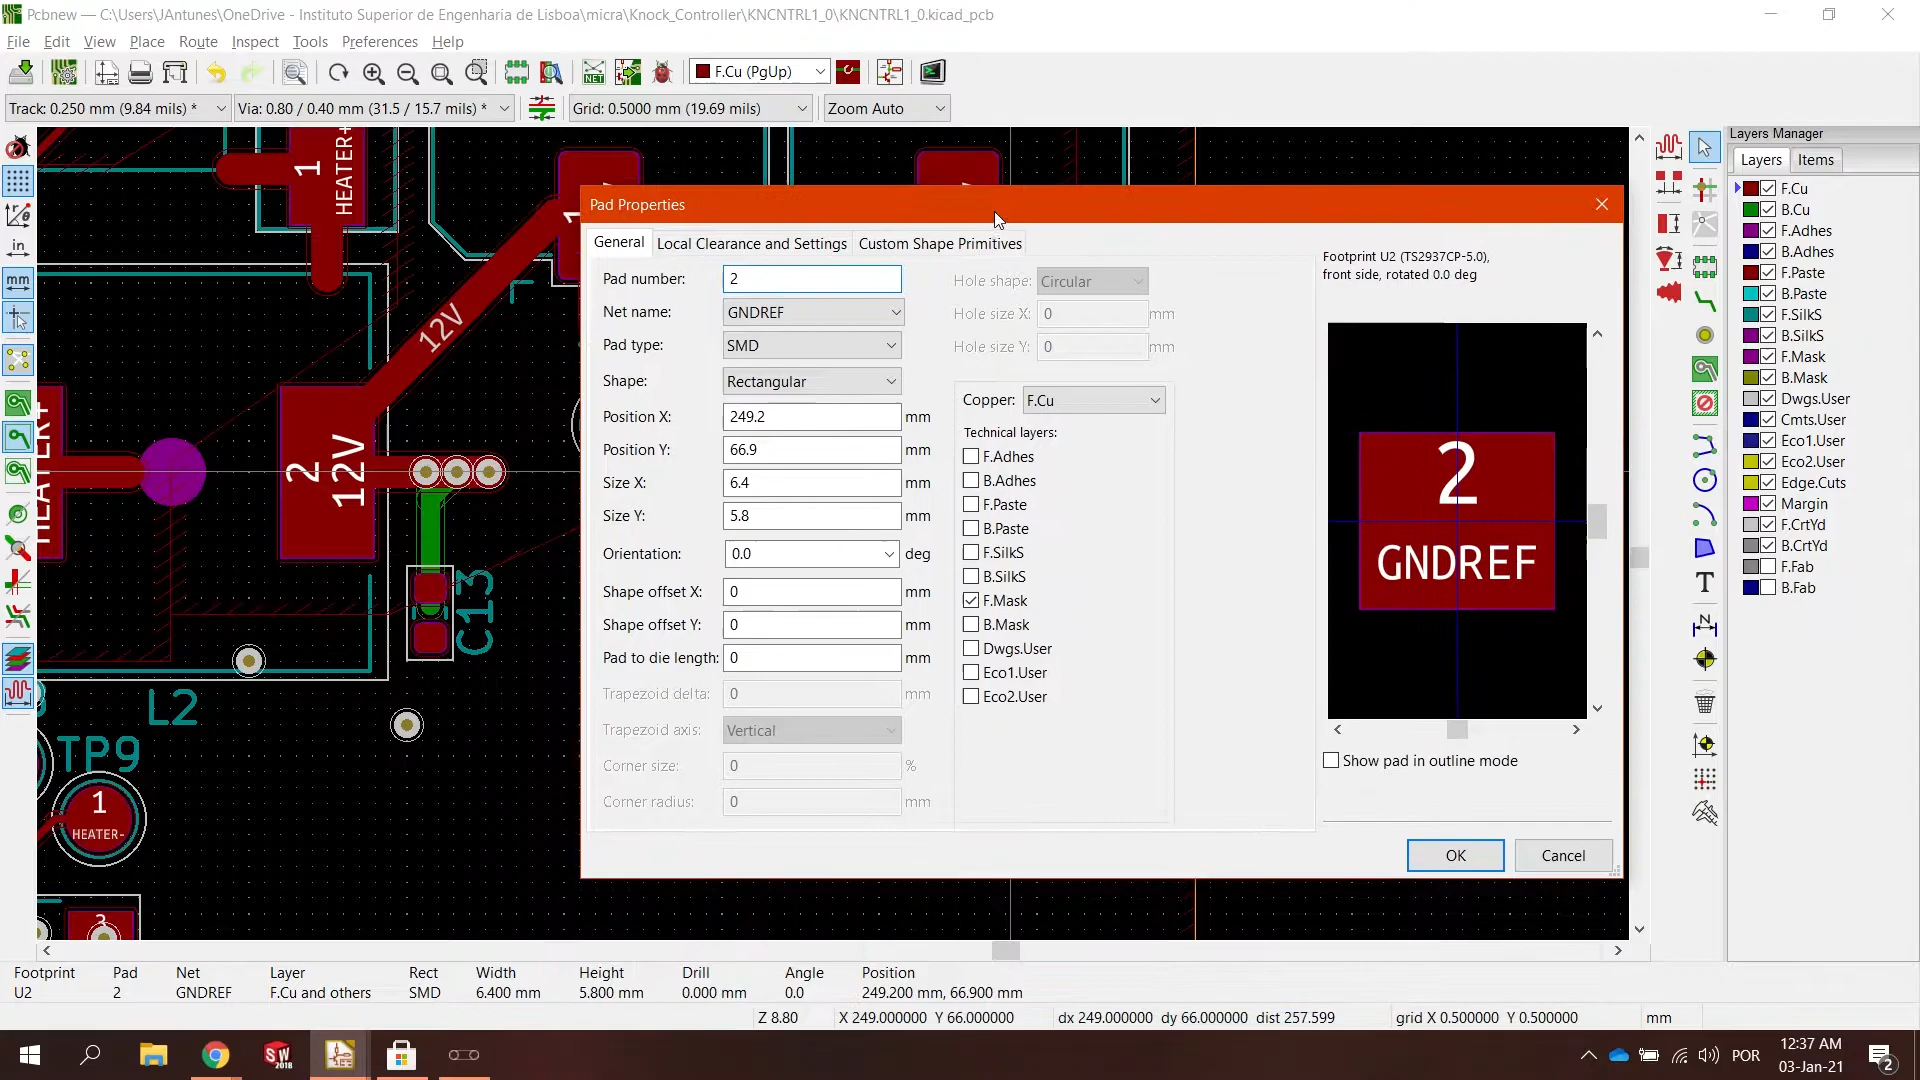 Pcbnew — C:\Users\JAntunes\OneDrive - Instituto Superior de Engenharia de Lisboa\micra\Knock_Controller\KNCNTRL1_0\KNCNTRL1_0.kicad_pcb
File Edit View Place Route Inspect Tools Preferences Help
F.Cu (PgUp)
Track: 0.250 mm (9.84 mils) *
Via: 0.80 / 0.40 mm (31.5 / 15.7 mils) *
Grid: 0.5000 mm (19.69 mils)
Zoom Auto
NET
in
mm
1
HEATER+
1
12V
HEATER+
2
12V
C13
L2
TP9
1
HEATER-
3
Pad Properties
General
Local Clearance and Settings
Custom Shape Primitives
Pad number: 2
Net name: GNDREF
Pad type: SMD
Shape: Rectangular
Position X: 249.2 mm
Position Y: 66.9 mm
Size X: 6.4 mm
Size Y: 5.8 mm
Orientation: 0.0 deg
Shape offset X: 0 mm
Shape offset Y: 0 mm
Pad to die length: 0 mm
Trapezoid delta: 0 mm
Trapezoid axis: Vertical
Corner size: 0 %
Corner radius: 0 mm
Hole shape: Circular
Hole size X: 0 mm
Hole size Y: 0 mm
Copper: F.Cu
Technical layers:
F.Adhes
B.Adhes
F.Paste
B.Paste
F.SilkS
B.SilkS
F.Mask
B.Mask
Dwgs.User
Eco1.User
Eco2.User
Footprint U2 (TS2937CP-5.0),
front side, rotated 0.0 deg
2
GNDREF
Show pad in outline mode
OK
Cancel
T
N
Layers Manager
Layers
Items
F.Cu
B.Cu
F.Adhes
B.Adhes
F.Paste
B.Paste
F.SilkS
B.SilkS
F.Mask
B.Mask
Dwgs.User
Cmts.User
Eco1.User
Eco2.User
Edge.Cuts
Margin
F.CrtYd
B.CrtYd
F.Fab
B.Fab
Footprint Pad Net Layer Rect Width Height Drill Angle Position
U2 2 GNDREF F.Cu and others SMD 6.400 mm 5.800 mm 0.000 mm 0.0 249.200 mm, 66.900 mm
Z 8.80 X 249.000000 Y 66.000000 dx 249.000000 dy 66.000000 dist 257.599 grid X 0.500000 Y 0.500000 mm
SW
2018
POR
12:37 AM
03-Jan-21
2